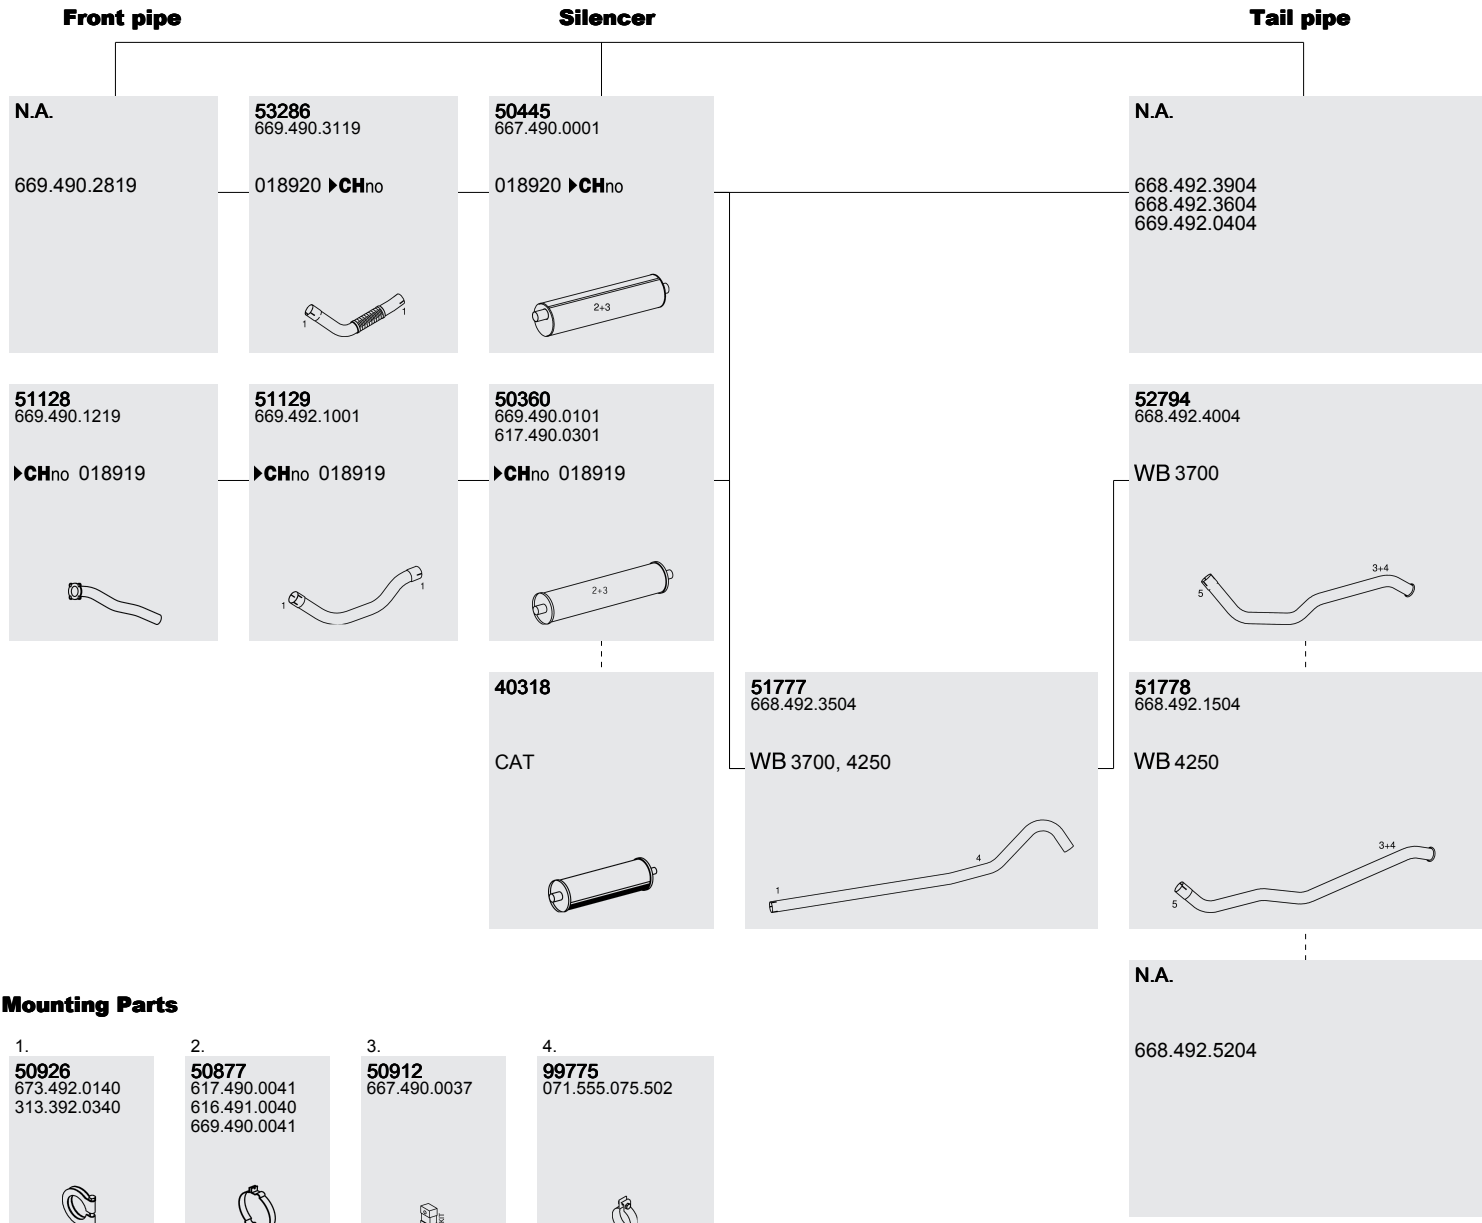 Front pipe
Silencer
Tail pipe
N.A.
669.490.2819
53286
669.490.3119
018920 ▶CHno
1
1
50445
667.490.0001
018920 ▶CHno
2+3
N.A.
668.492.3904
668.492.3604
669.492.0404
51128
669.490.1219
▶CHno 018919
51129
669.492.1001
▶CHno 018919
1
1
50360
669.490.0101
617.490.0301
▶CHno 018919
2+3
52794
668.492.4004
WB 3700
3+4
5
40318
CAT
51777
668.492.3504
WB 3700, 4250
4
1
51778
668.492.1504
WB 4250
3+4
5
N.A.
668.492.5204
Mounting Parts
1.
50926
673.492.0140
313.392.0340
2.
50877
617.490.0041
616.491.0040
669.490.0041
3.
50912
667.490.0037
KIT
4.
99775
071.555.075.502